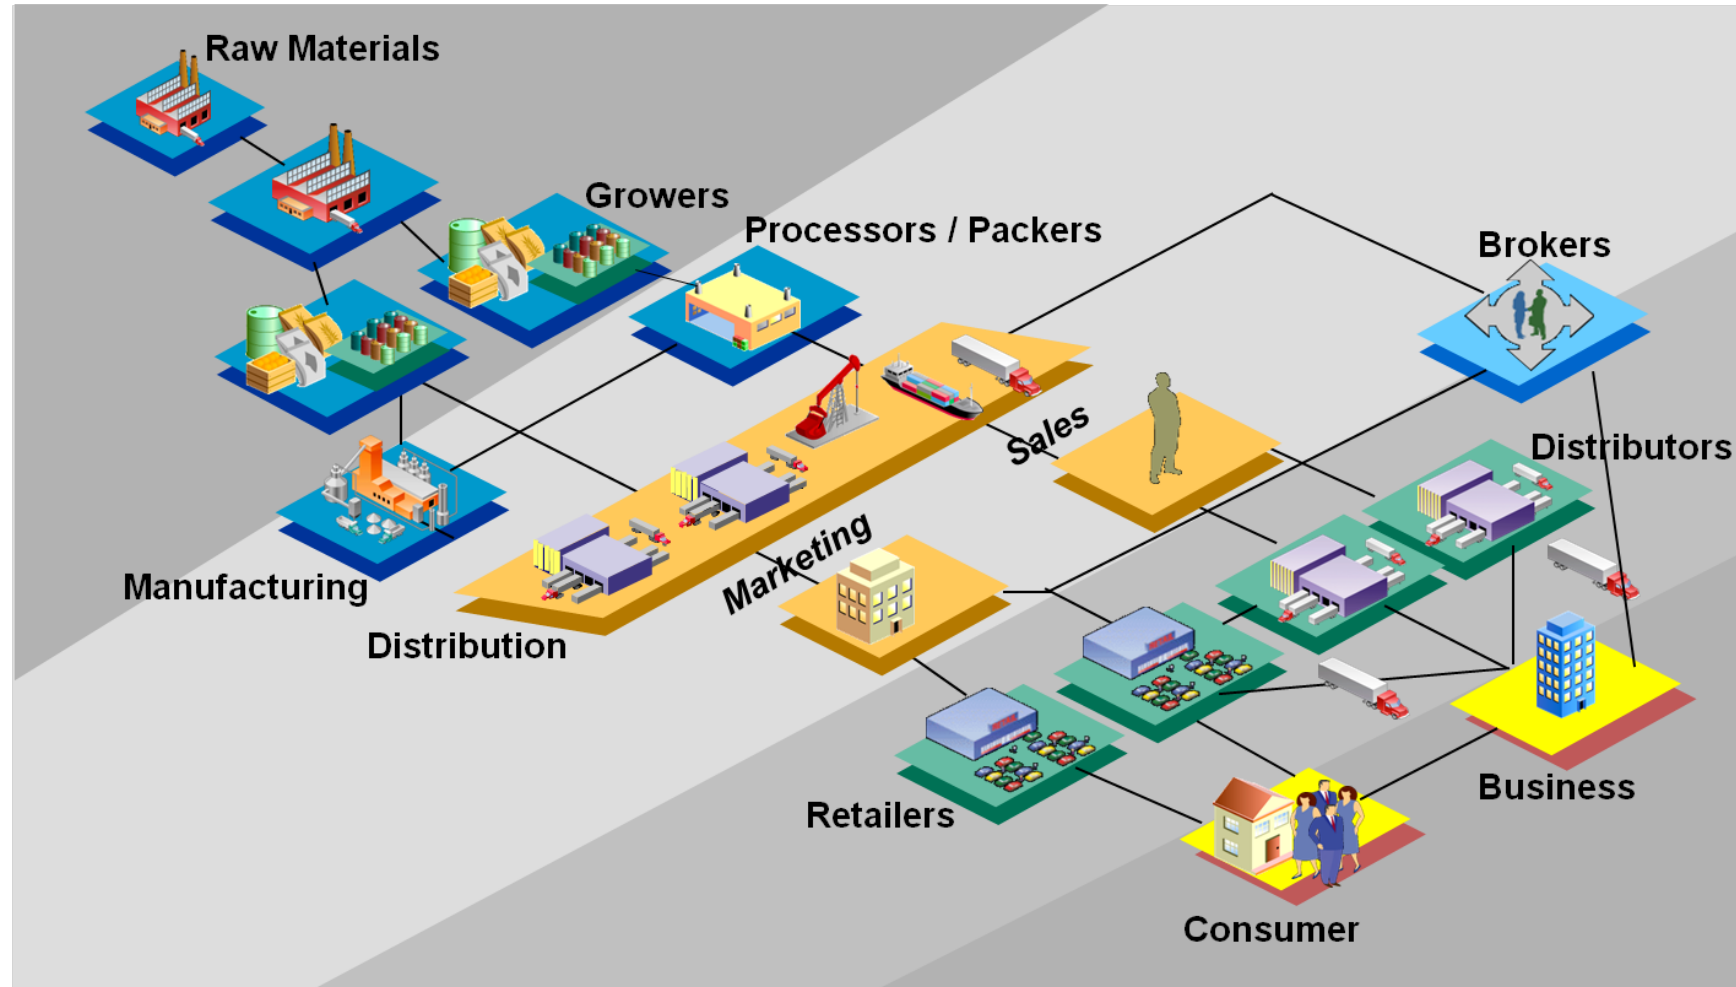 Raw Materials
Growers
Processors / Packers
Brokers
Sales
Distributors
Manufacturing
Marketing
Distribution
Retailers
Business
Consumer